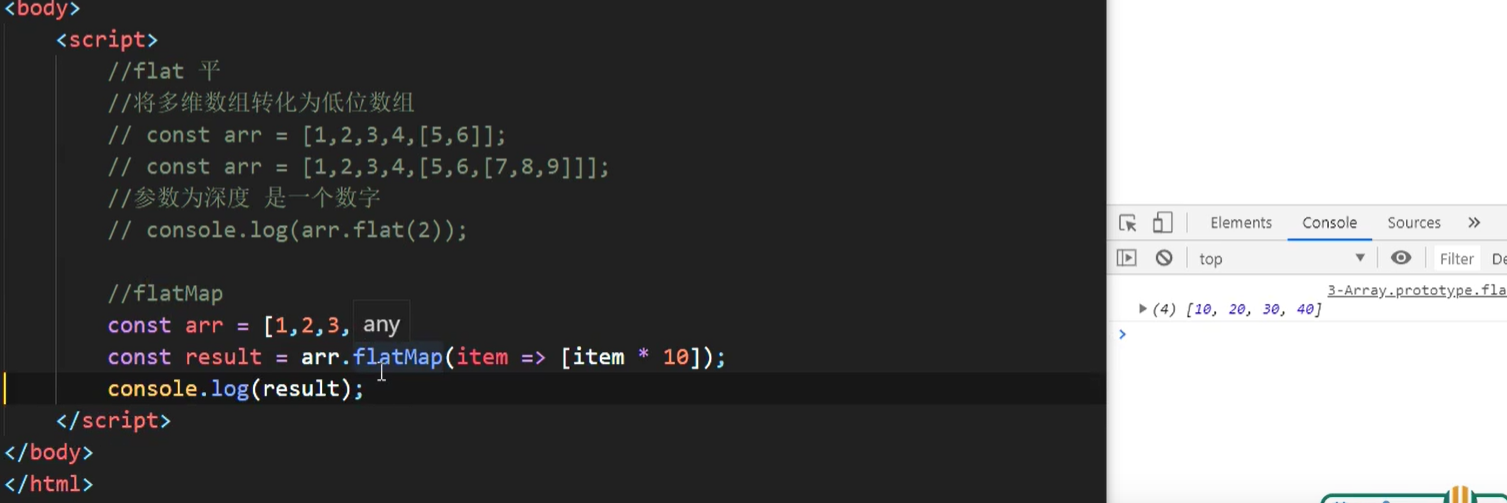 <body>
<script>
//flat 平
//将多维数组转化为低位数组
// const arr = [1,2,3,4,[5,6]];
// const arr = [1,2,3,4,[5,6,[7,8,9]]];
//参数为深度 是一个数字
// console.log(arr.flat(2));
//flatMap
const arr = [1,2,3, any
const result = arr.flatMap(item => [item * 10]);
console.log(result);
</script>
</body>
</html>
Elements Console Sources »
top Filter De
3-Array.prototype.fla
(4) [10, 20, 30, 40]